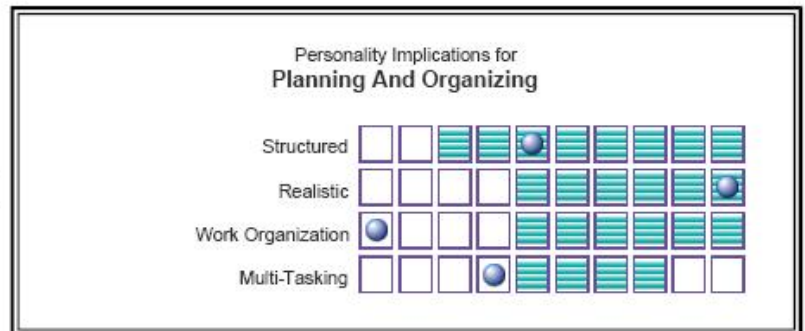 Personality Implications for
Planning And Organizing
Structured
Realistic
Work Organization
Multi-Tasking